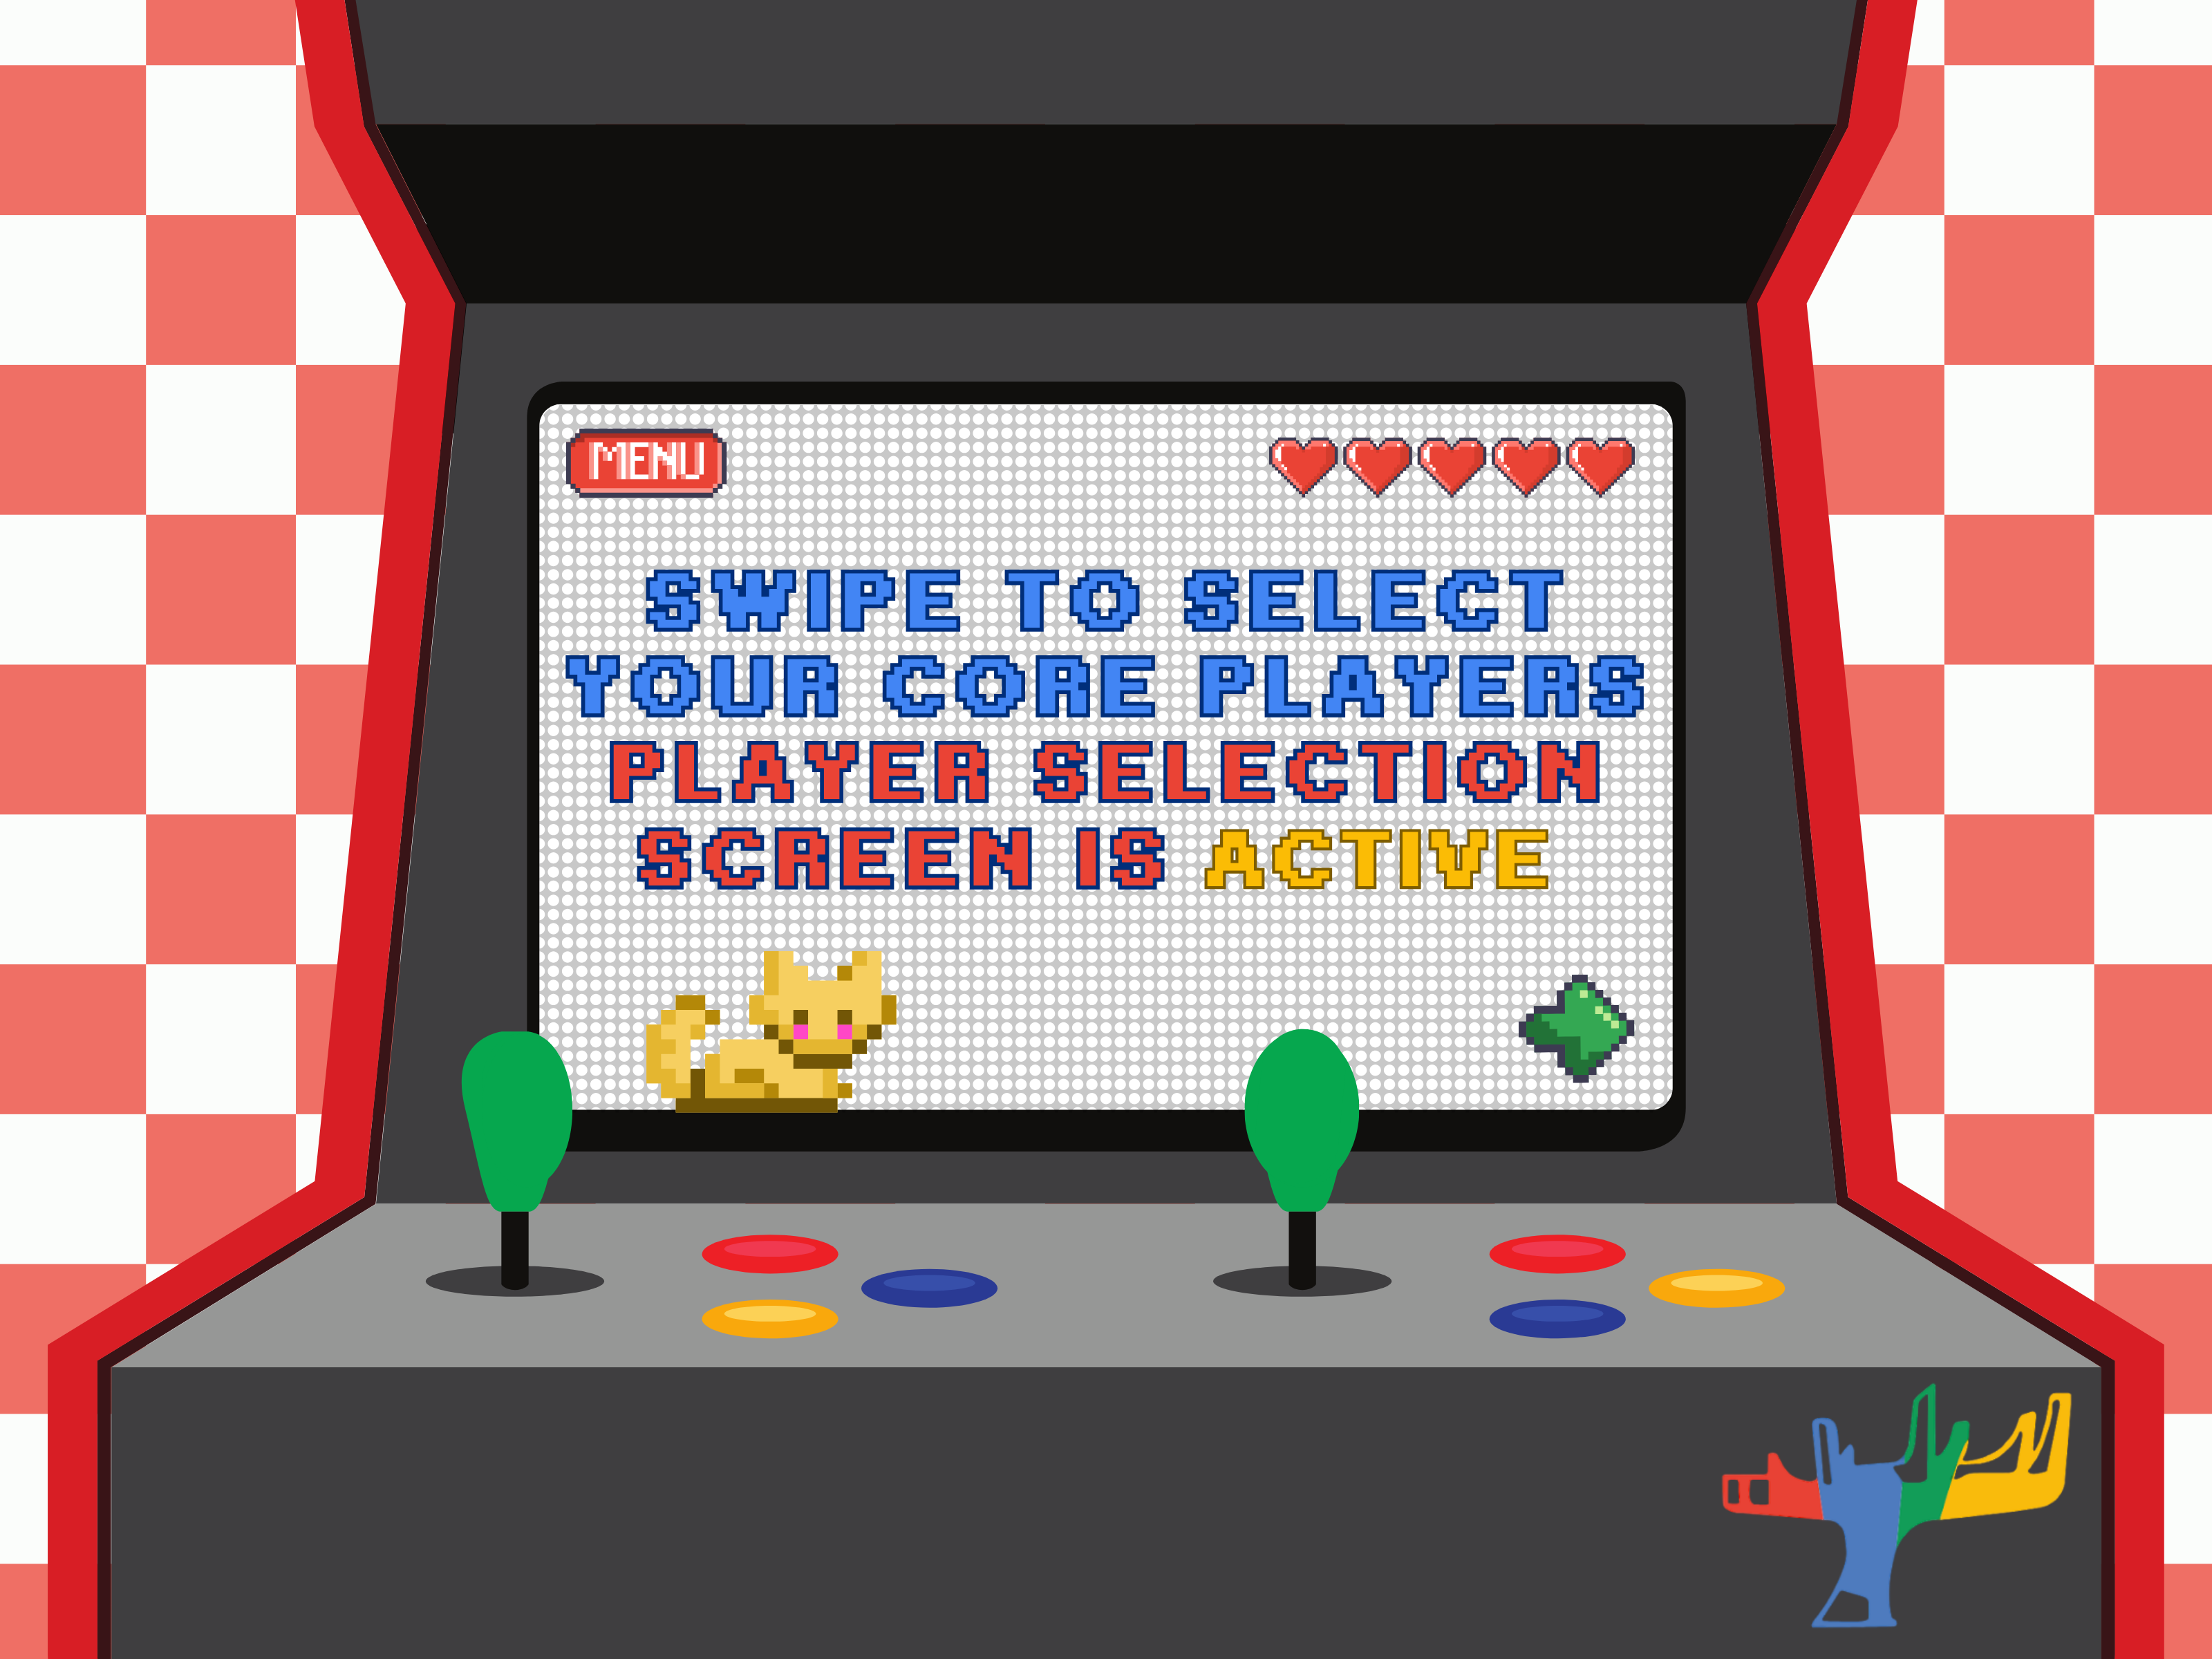 MENU
SWIPE TO SELECT
YOUR CORE PLAYERS
PLAYER SELECTION
SCREEN IS ACTIVE